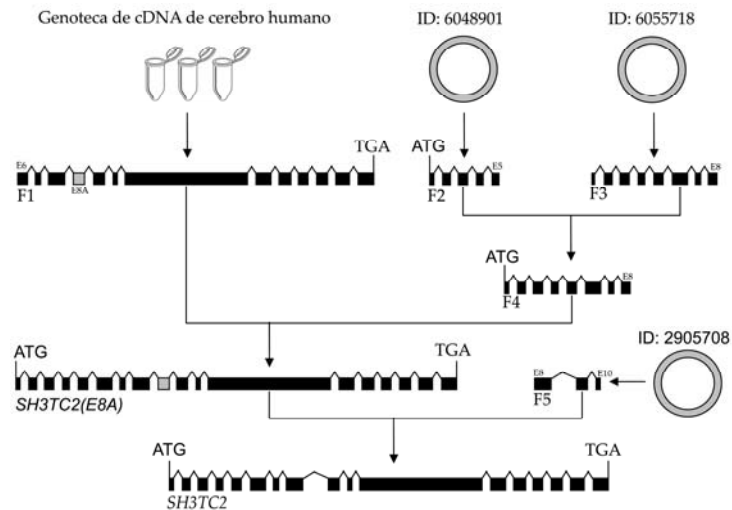 Genoteca de cDNA de cerebro humano
ID: 6048901
ID: 6055718
TGA
ATG
E6
E8A
F1
E5
F2
E8
F3
ATG
E8
F4
ID: 2905708
ATG
TGA
SH3TC2(E8A)
E8
E10
F5
ATG
TGA
SH3TC2